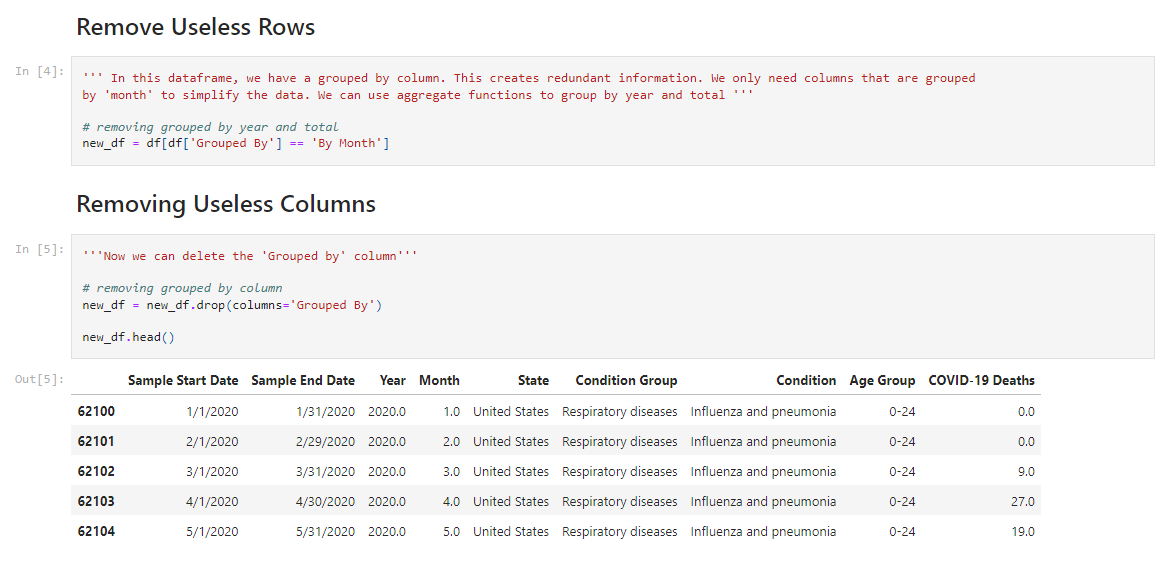 Remove Useless Rows
In [4]:
''' In this dataframe, we have a grouped by column. This creates redundant information. We only need columns that are grouped
by 'month' to simplify the data. We can use aggregate functions to group by year and total '''
# removing grouped by year and total
new_df = df[df['Grouped By'] == 'By Month']
Removing Useless Columns
In [5]:
'''Now we can delete the 'Grouped by' column'''
# removing grouped by column
new_df = new_df.drop(columns='Grouped By')
new_df.head()
Out[5]:
Sample Start Date Sample End Date Year Month State Condition Group Condition Age Group COVID-19 Deaths
62100 1/1/2020 1/31/2020 2020.0 1.0 United States Respiratory diseases Influenza and pneumonia 0-24 0.0
62101 2/1/2020 2/29/2020 2020.0 2.0 United States Respiratory diseases Influenza and pneumonia 0-24 0.0
62102 3/1/2020 3/31/2020 2020.0 3.0 United States Respiratory diseases Influenza and pneumonia 0-24 9.0
62103 4/1/2020 4/30/2020 2020.0 4.0 United States Respiratory diseases Influenza and pneumonia 0-24 27.0
62104 5/1/2020 5/31/2020 2020.0 5.0 United States Respiratory diseases Influenza and pneumonia 0-24 19.0